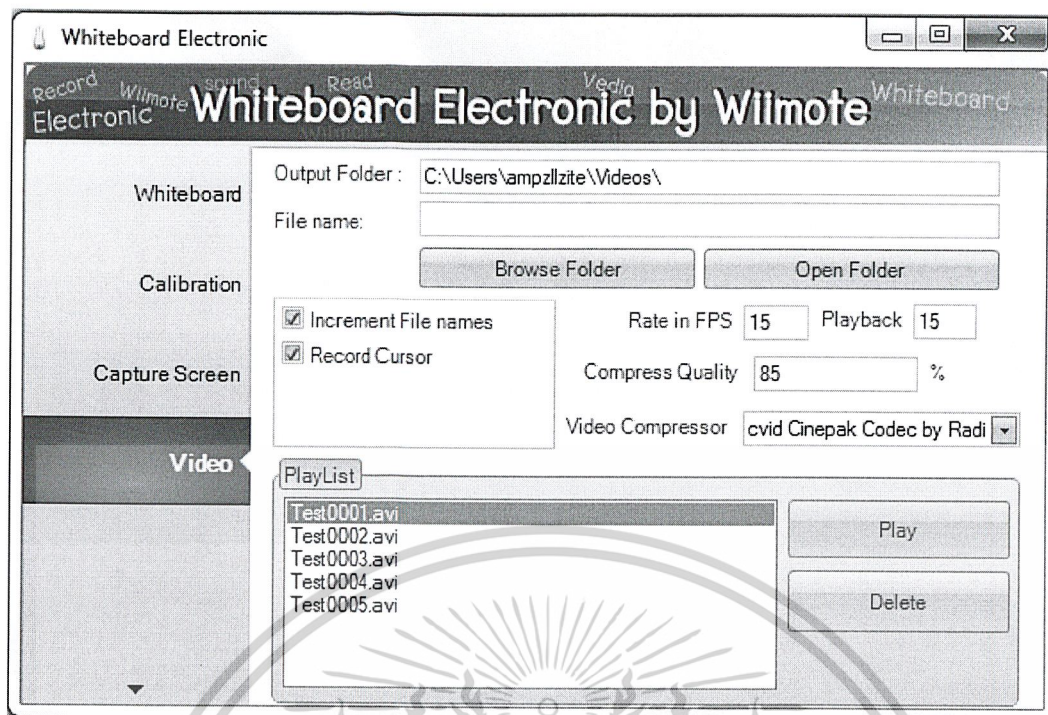 Whiteboard Electronic
Record Wiimote sound Read Vedio Whiteboard
Electronic Whiteboard Electronic by Wiimote
Whiteboard
Calibration
Capture Screen
Video
Output Folder : C:\Users\ampzllzite\Videos\
File name:
Browse Folder Open Folder
Increment File names
Record Cursor
Rate in FPS 15 Playback 15
Compress Quality 85 %
Video Compressor cvid Cinepak Codec by Radi
PlayList
Test0001.avi
Test0002.avi
Test0003.avi
Test0004.avi
Test0005.avi
Play
Delete